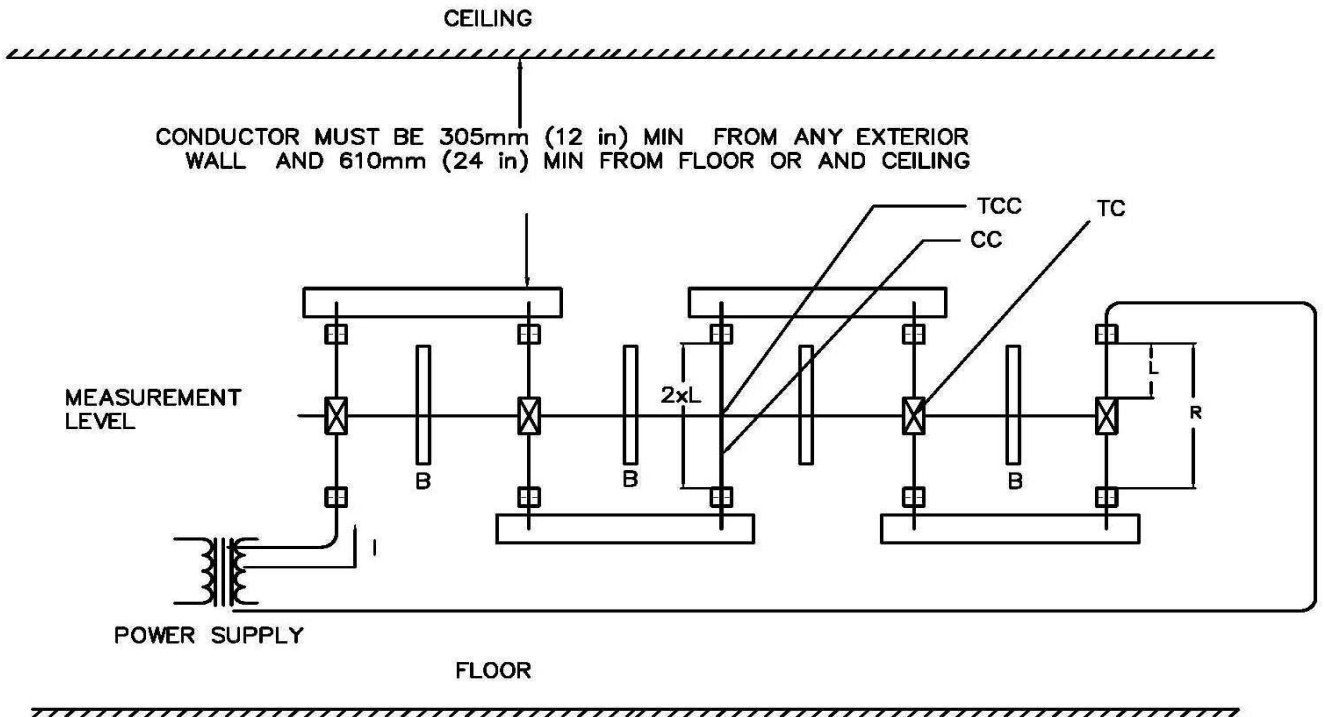 CEILING
CONDUCTOR MUST BE 305mm (12 in) MIN FROM ANY EXTERIOR
WALL AND 610mm (24 in) MIN FROM FLOOR OR AND CEILING
TCC
TC
CC
2xL
L
R
MEASUREMENT
LEVEL
B
B
B
I
POWER SUPPLY
FLOOR